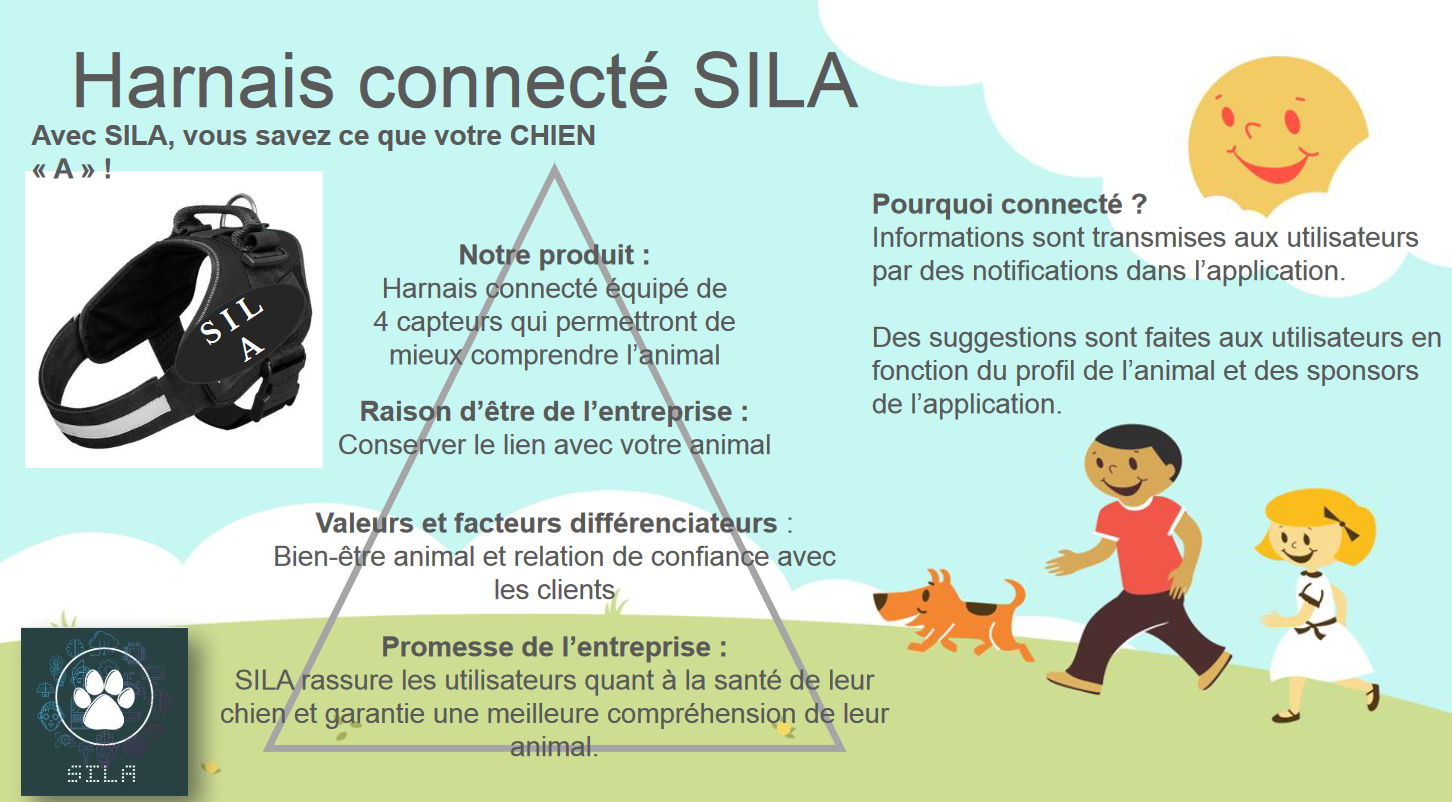 Harnais connecté SILA
Avec SILA, vous savez ce que votre CHIEN
« A » !
S I L
A
Notre produit :
Harnais connecté équipé de
4 capteurs qui permettront de
mieux comprendre l’animal
Raison d’être de l’entreprise :
Conserver le lien avec votre animal
Valeurs et facteurs différenciateurs :
Bien-être animal et relation de confiance avec
les clients
Promesse de l’entreprise :
SILA rassure les utilisateurs quant à la santé de leur
chien et garantie une meilleure compréhension de leur
animal.
Pourquoi connecté ?
Informations sont transmises aux utilisateurs
par des notifications dans l’application.
Des suggestions sont faites aux utilisateurs en
fonction du profil de l’animal et des sponsors
de l’application.
SILA